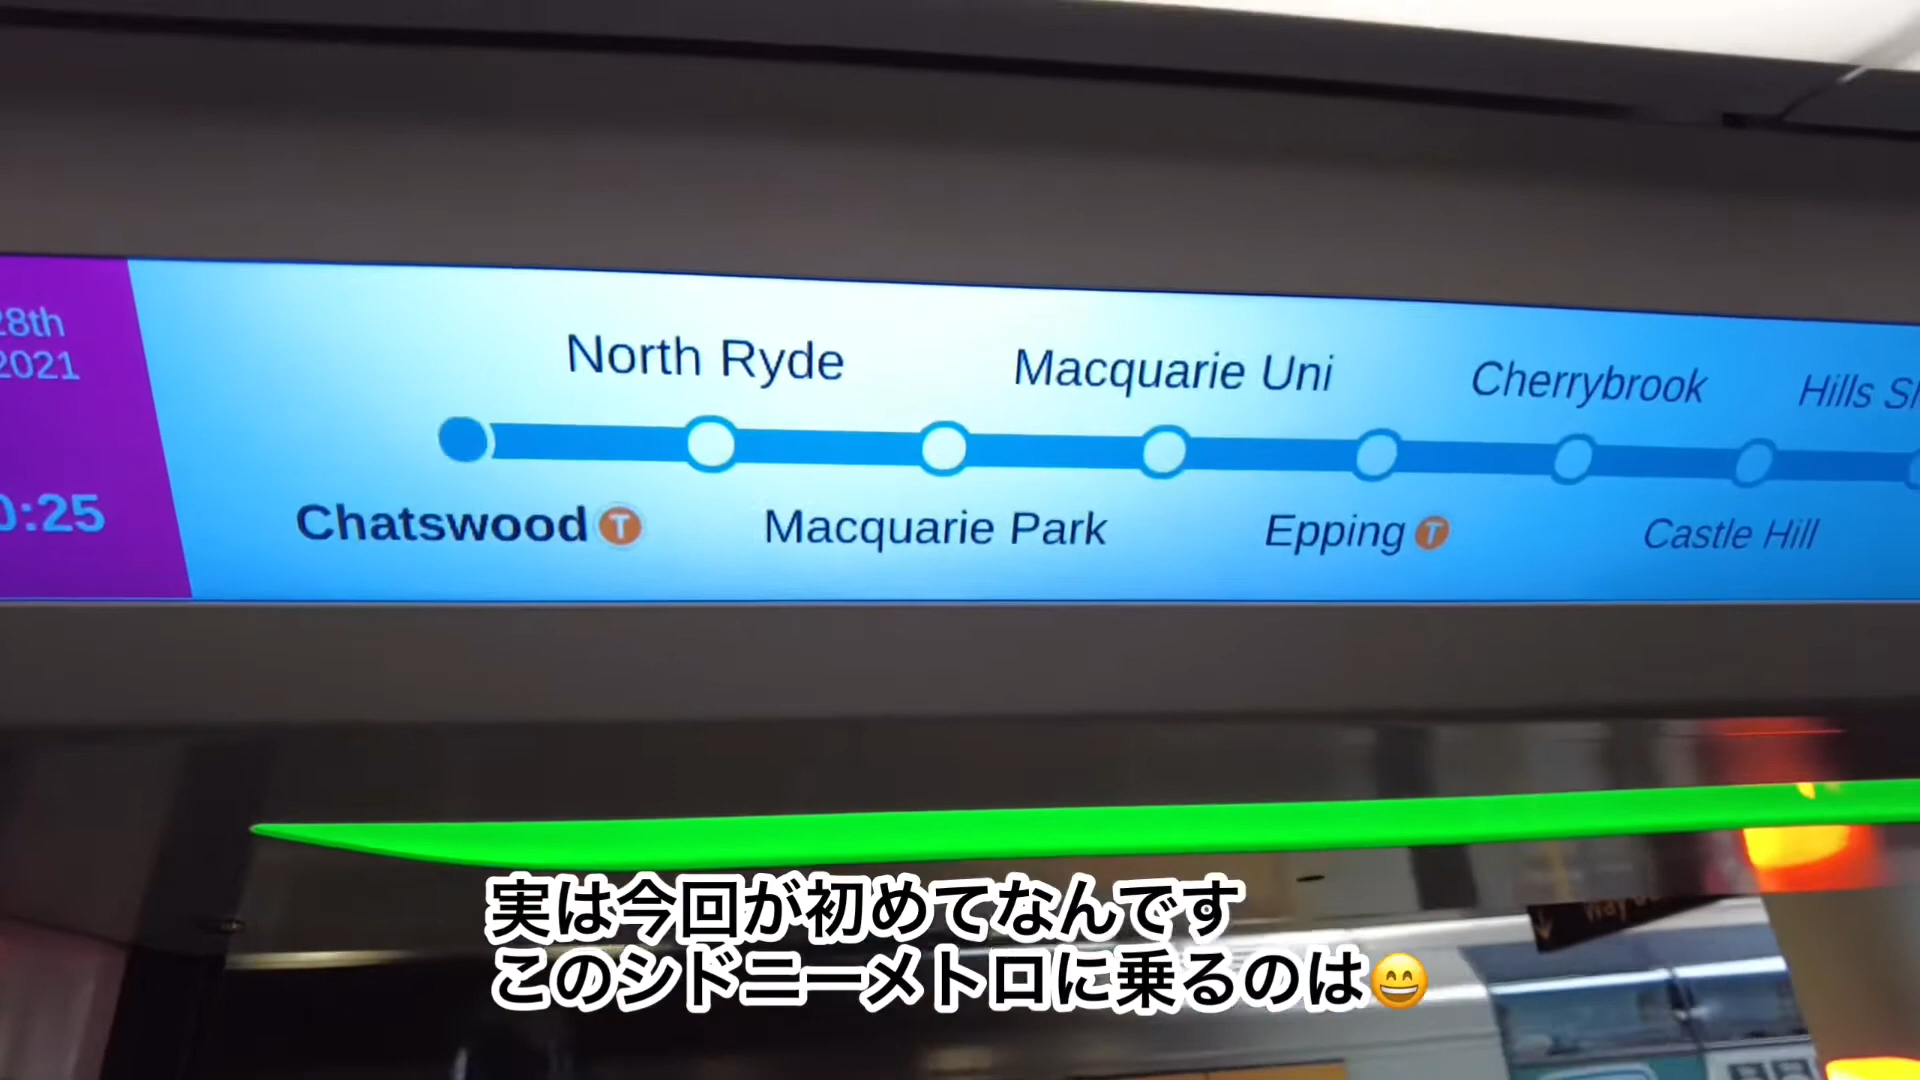 28th
2021
0:25
North Ryde
Macquarie Uni
Cherrybrook
Hills
Chatswood T
Macquarie Park
Epping T
Castle Hill
実は今回が初めてなんです
このシドニーメトロに乗るのは😄